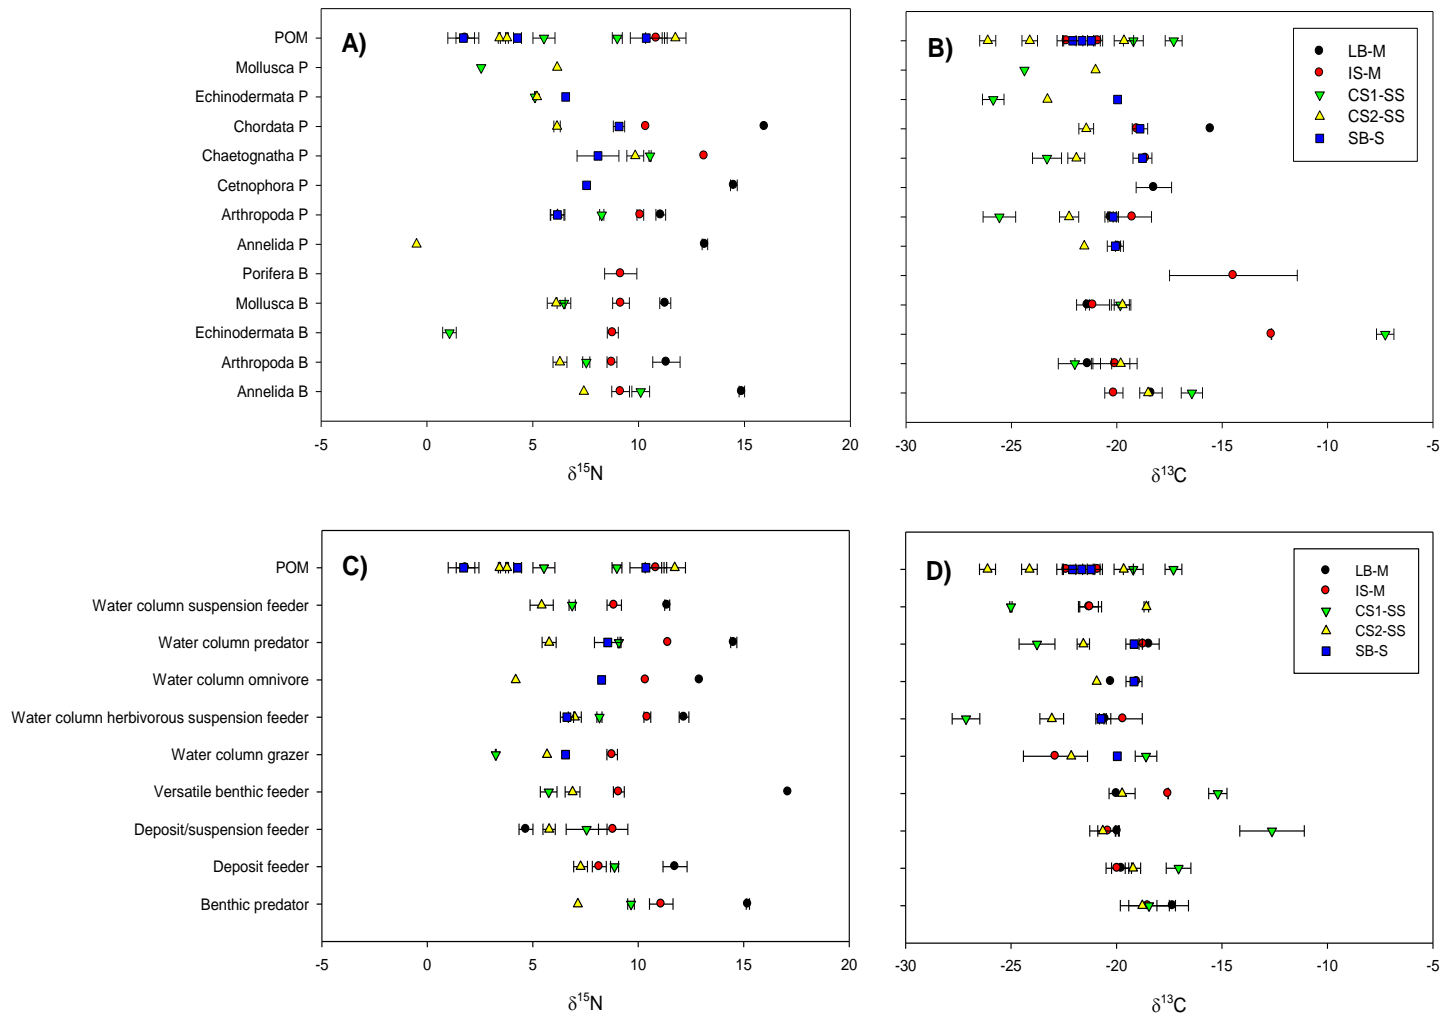 A)
POM
Mollusca P
Echinodermata P
Chordata P
Chaetognatha P
Cetnophora P
Arthropoda P
Annelida P
Porifera B
Mollusca B
Echinodermata B
Arthropoda B
Annelida B
-5 0 5 10 15 20
δ15N
B)
LB-M
IS-M
CS1-SS
CS2-SS
SB-S
-30 -25 -20 -15 -10 -5
δ13C
C)
POM
Water column suspension feeder
Water column predator
Water column omnivore
Water column herbivorous suspension feeder
Water column grazer
Versatile benthic feeder
Deposit/suspension feeder
Deposit feeder
Benthic predator
-5 0 5 10 15 20
δ15N
D)
LB-M
IS-M
CS1-SS
CS2-SS
SB-S
-30 -25 -20 -15 -10 -5
δ13C